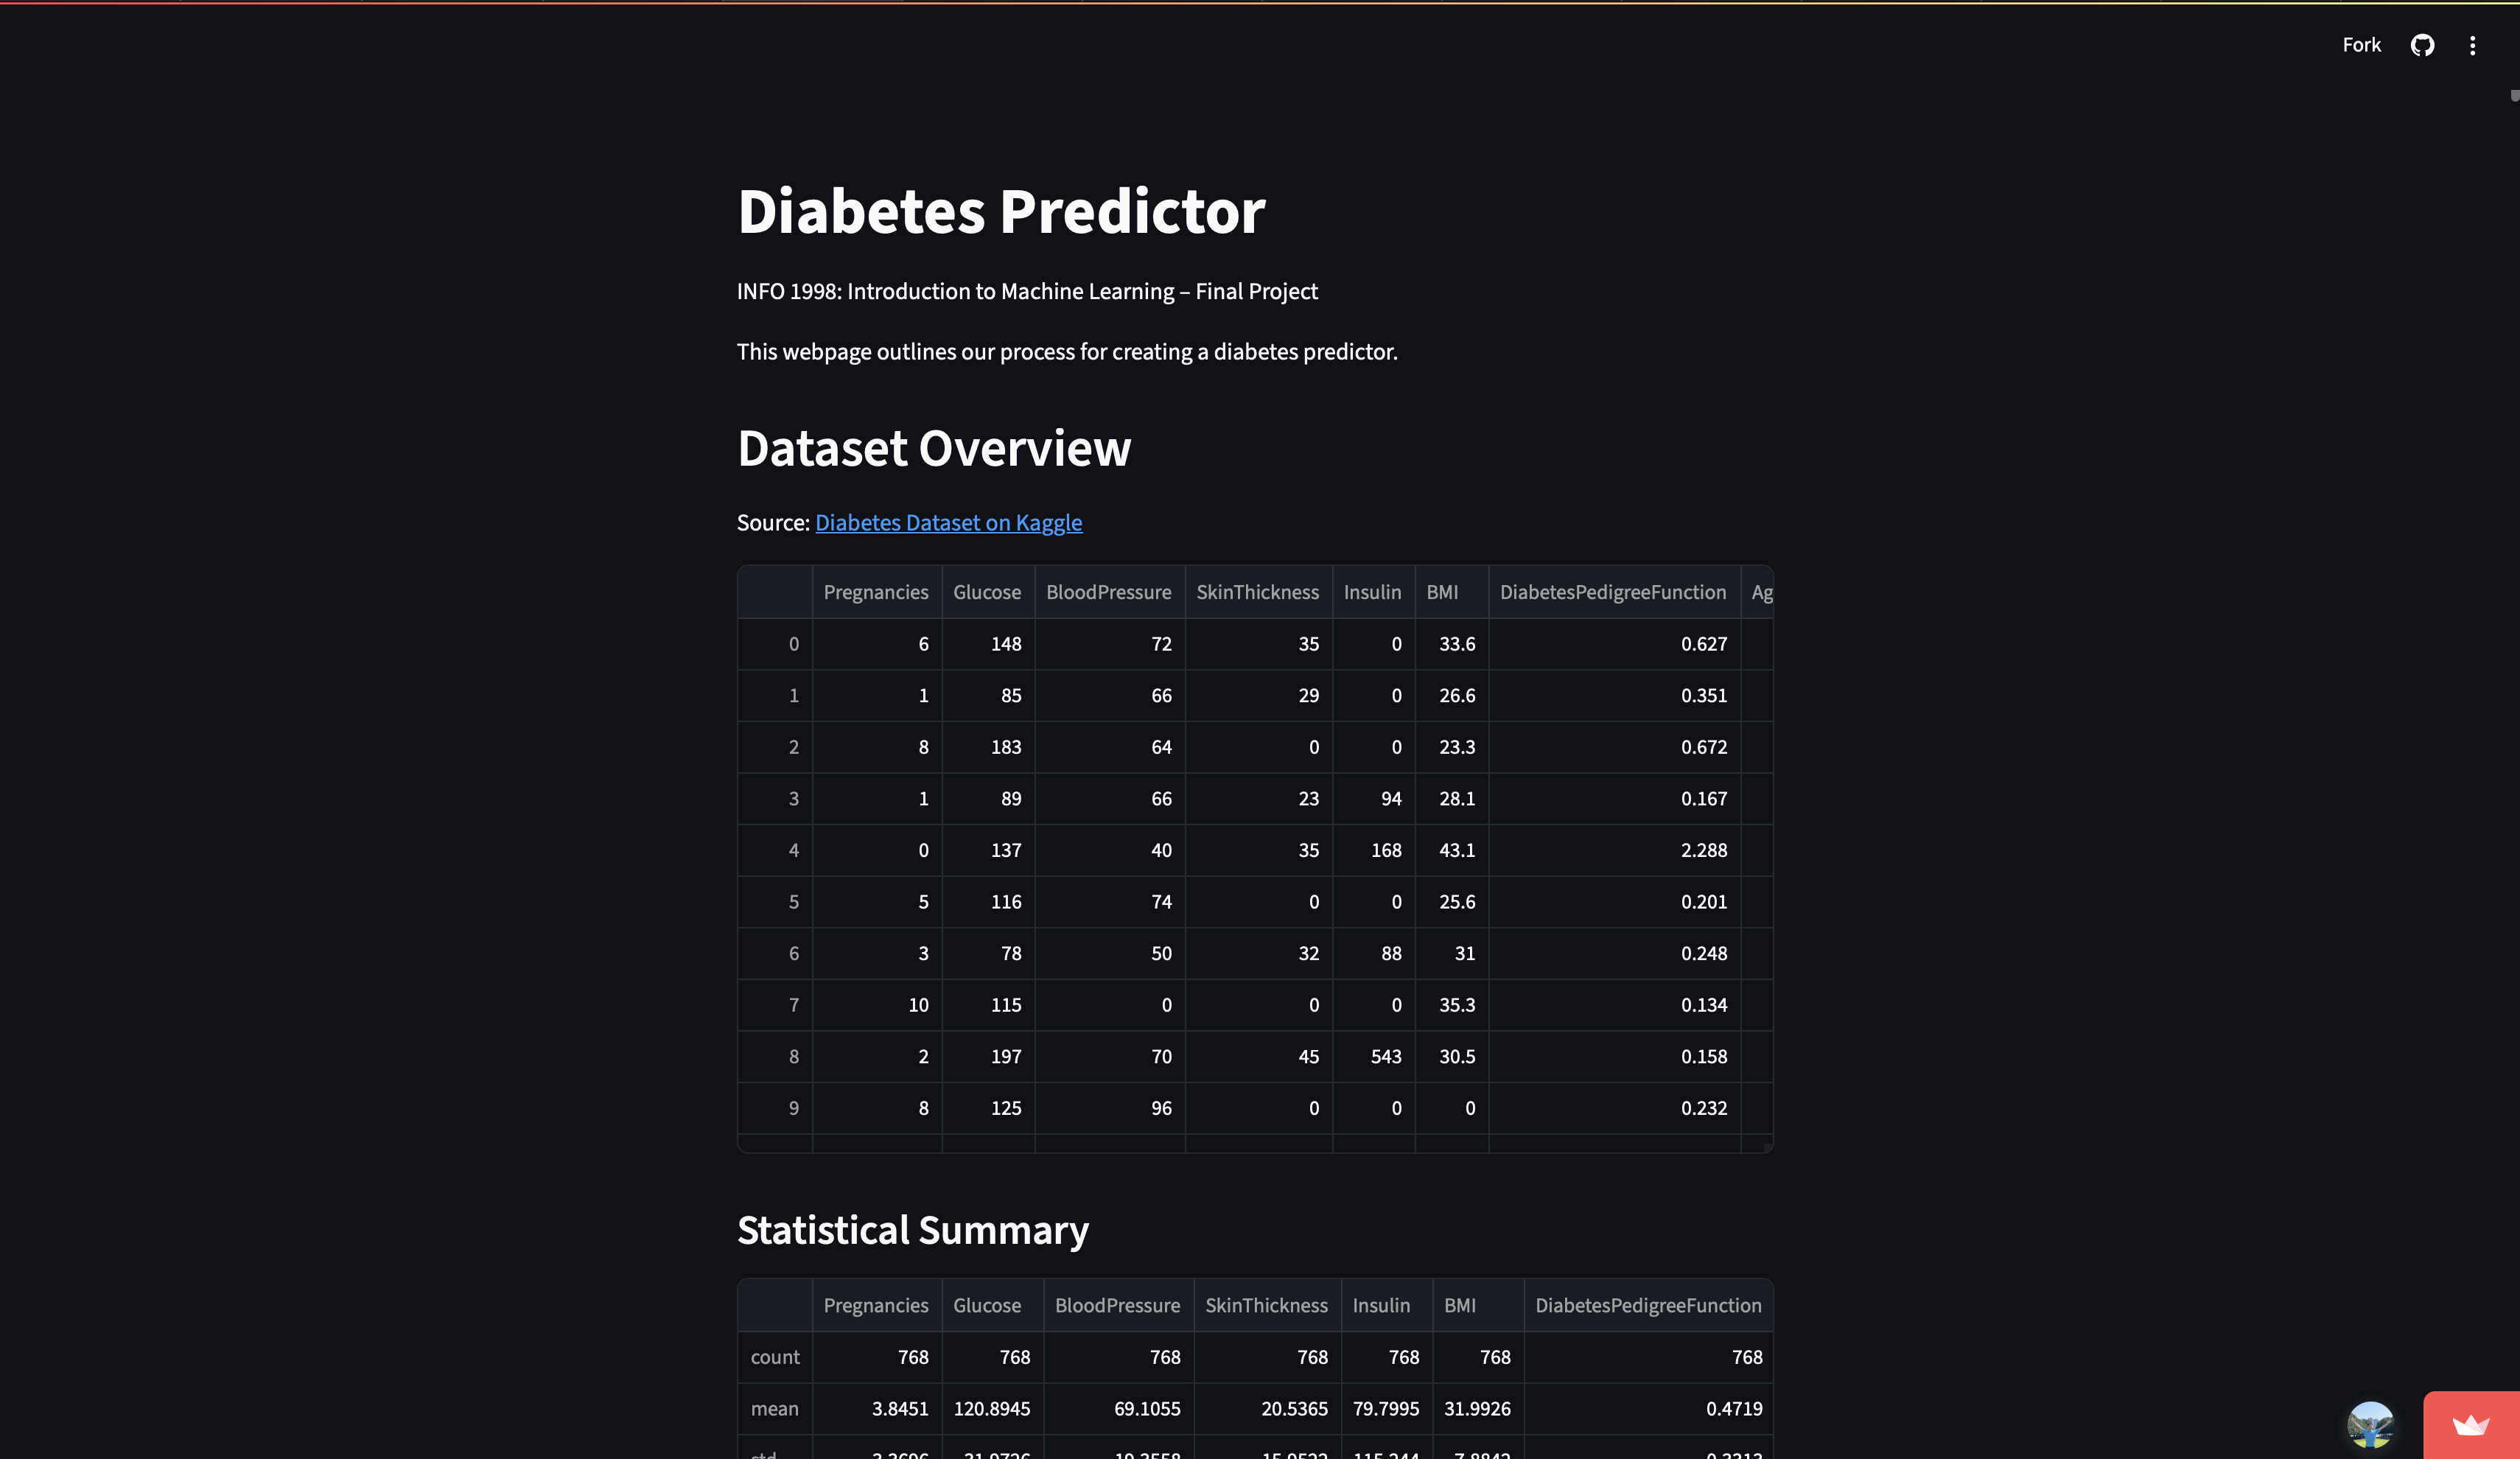 Fork
Diabetes Predictor
INFO 1998: Introduction to Machine Learning – Final Project
This webpage outlines our process for creating a diabetes predictor.
Dataset Overview
Source: Diabetes Dataset on Kaggle
Pregnancies Glucose BloodPressure SkinThickness Insulin BMI DiabetesPedigreeFunction Ag
0 6 148 72 35 0 33.6 0.627
1 1 85 66 29 0 26.6 0.351
2 8 183 64 0 0 23.3 0.672
3 1 89 66 23 94 28.1 0.167
4 0 137 40 35 168 43.1 2.288
5 5 116 74 0 0 25.6 0.201
6 3 78 50 32 88 31 0.248
7 10 115 0 0 0 35.3 0.134
8 2 197 70 45 543 30.5 0.158
9 8 125 96 0 0 0 0.232
Statistical Summary
Pregnancies Glucose BloodPressure SkinThickness Insulin BMI DiabetesPedigreeFunction
count 768 768 768 768 768 768 768
mean 3.8451 120.8945 69.1055 20.5365 79.7995 31.9926 0.4719